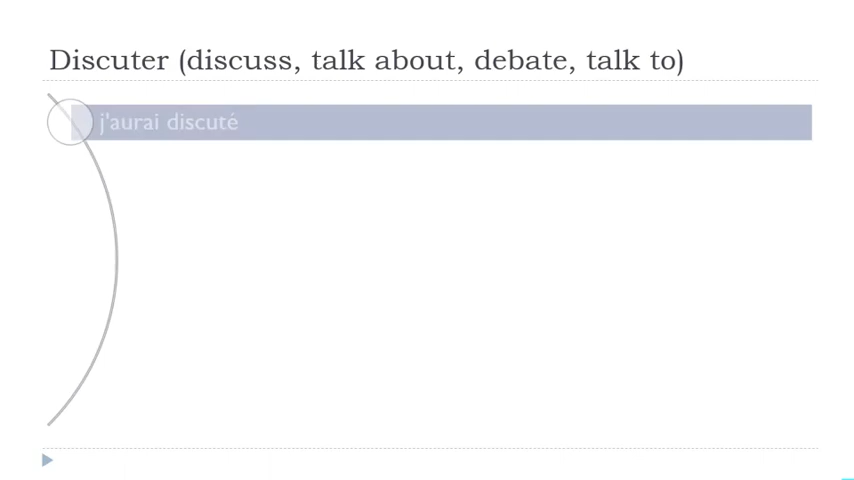 Discuter (discuss, talk about, debate, talk to)
j'aurai discuté